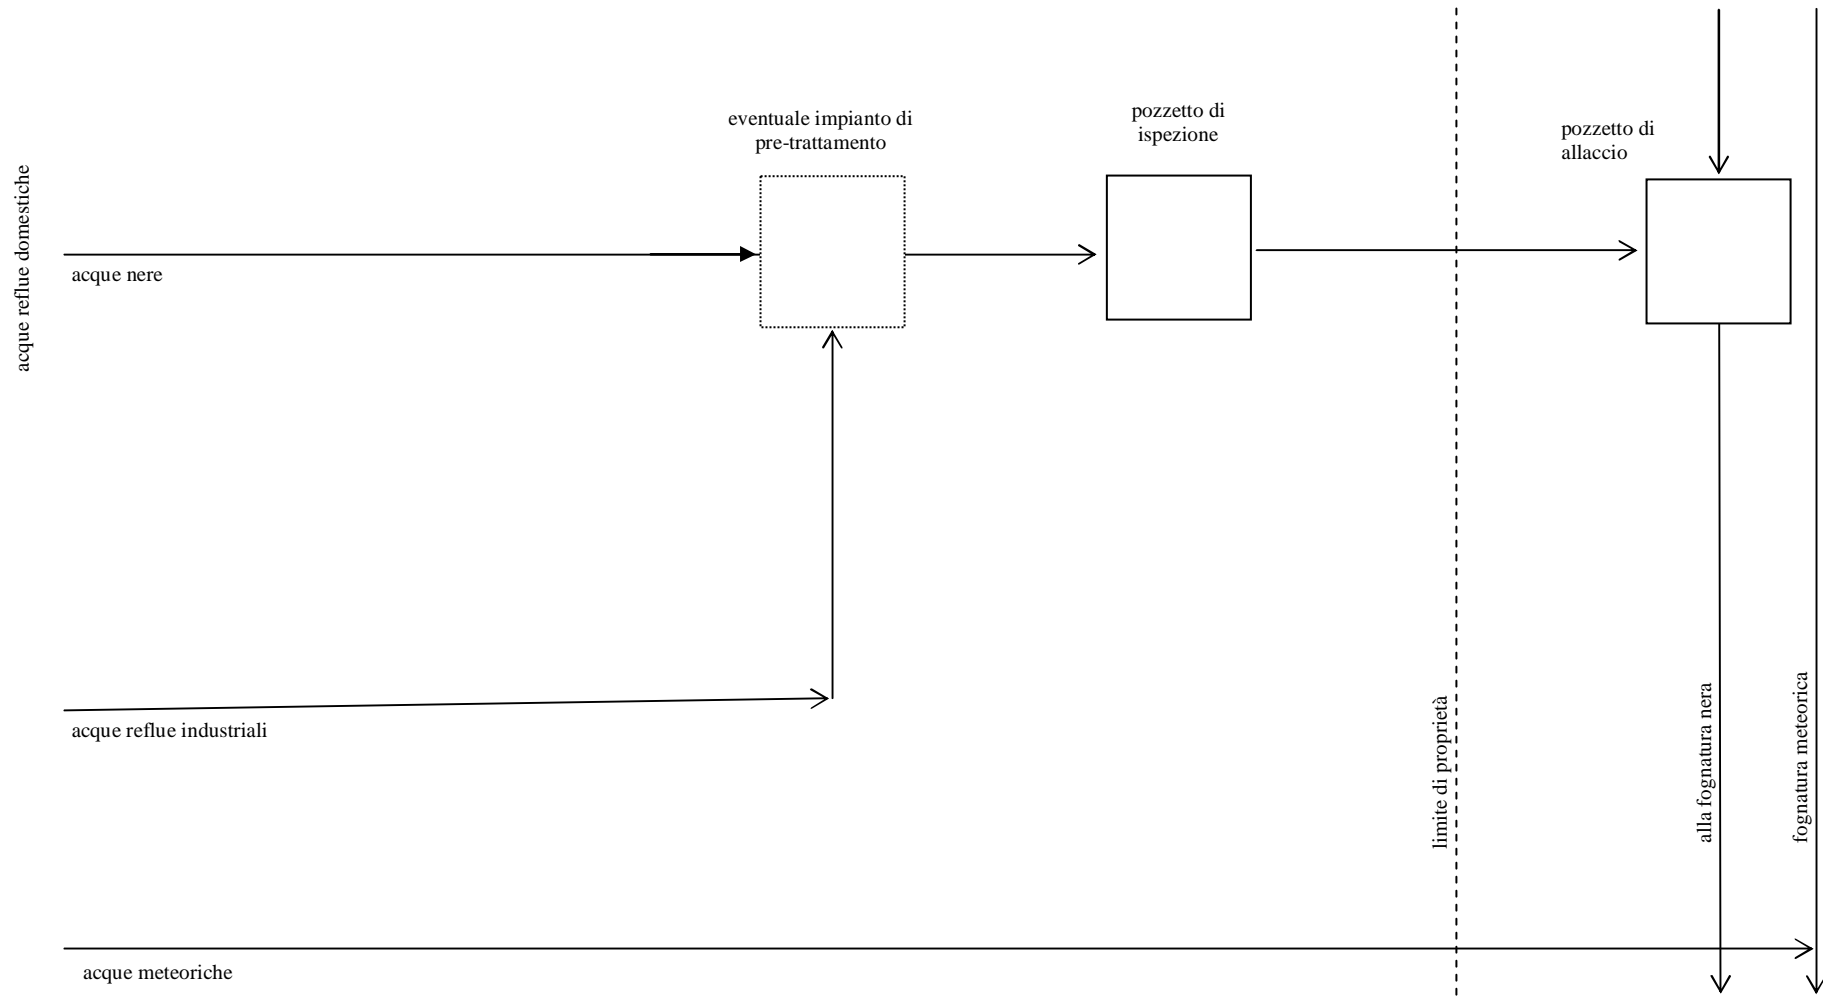 acque reflue domestiche
eventuale impianto di
pre-trattamento
pozzetto di
ispezione
pozzetto di
allaccio
acque nere
acque reflue industriali
limite di proprietà
alla fognatura nera
fognatura meteorica
acque meteoriche